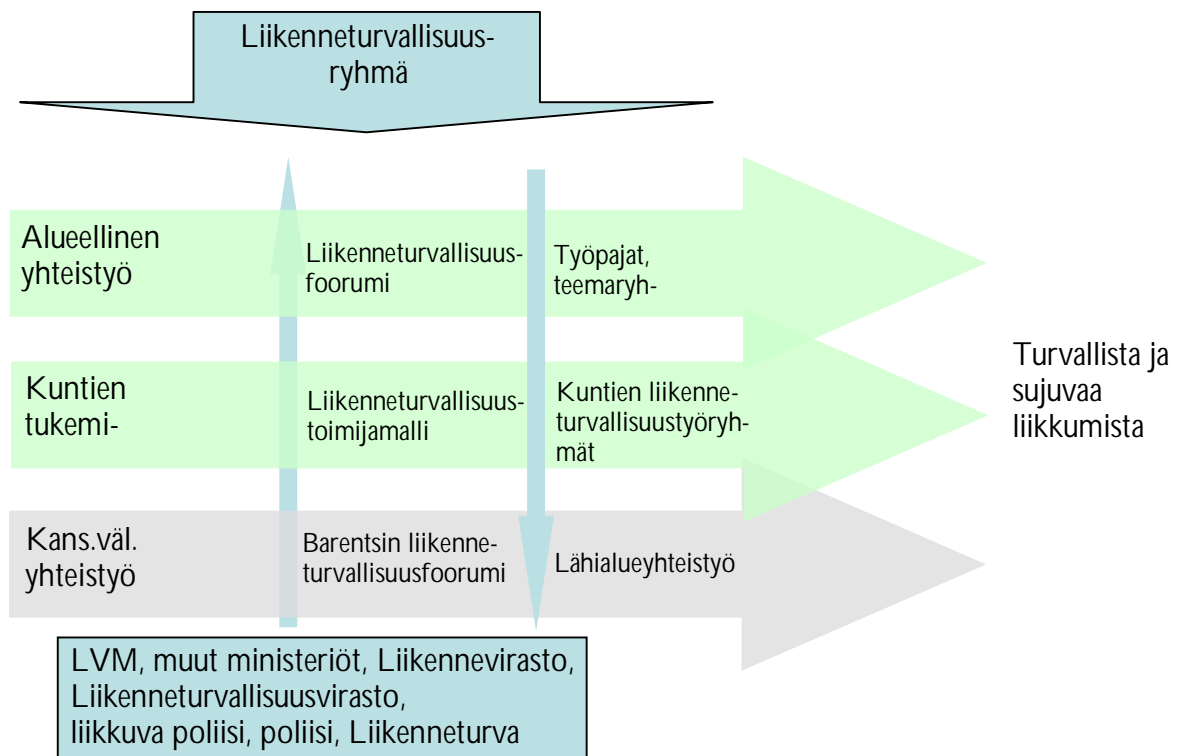 Liikenneturvallisuus-
ryhmä
Alueellinen
yhteistyö
Liikenneturvallisuus-
foorumi
Työpajat,
teemaryh-
Kuntien
tukemi-
Liikenneturvallisuus-
toimijamalli
Kuntien liikenne-
turvallisuustyöryh-
mät
Turvallista ja
sujuvaa
liikkumista
Kans.väl.
yhteistyö
Barentsin liikenne-
turvallisuusfoorumi
Lähialueyhteistyö
LVM, muut ministeriöt, Liikennevirasto,
Liikenneturvallisuusvirasto,
liikkuva poliisi, poliisi, Liikenneturva